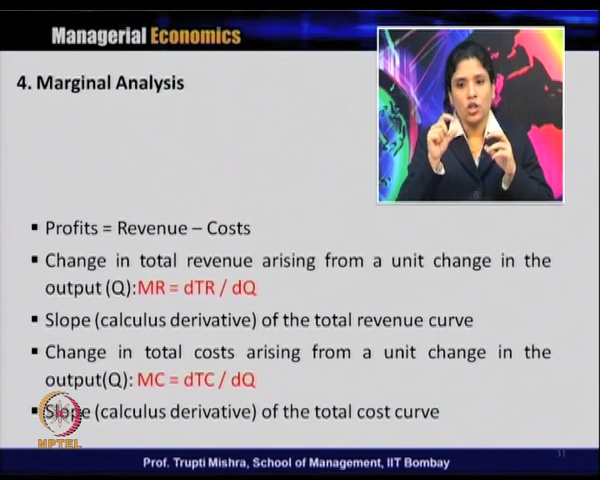 Managerial Economics
4. Marginal Analysis
▪ Profits = Revenue – Costs
▪ Change in total revenue arising from a unit change in the
output (Q):MR = dTR / dQ
▪ Slope (calculus derivative) of the total revenue curve
▪ Change in total costs arising from a unit change in the
output(Q): MC = dTC / dQ
▪ Slope (calculus derivative) of the total cost curve
NPTEL
Prof. Trupti Mishra, School of Management, IIT Bombay